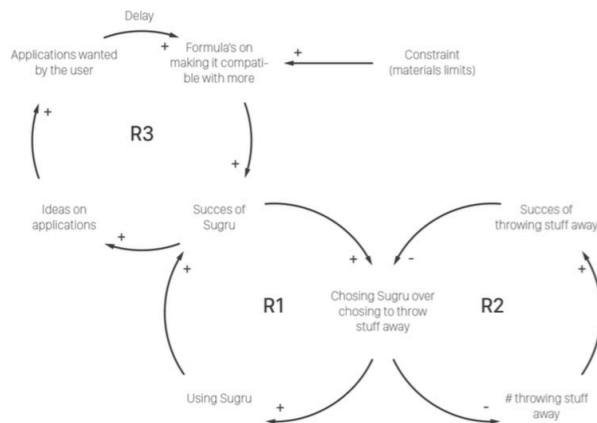 Delay
Applications wanted
by the user
+
+
Formula's on
making it compati-
ble with more
+
Constraint
(materials limits)
+
R3
+
Ideas on
applications
+
Succes of
Sugru
Succes of
throwing stuff away
+
-
+
+
R1
Chosing Sugru over
chosing to throw
stuff away
R2
Using Sugru
+
-
# throwing stuff
away